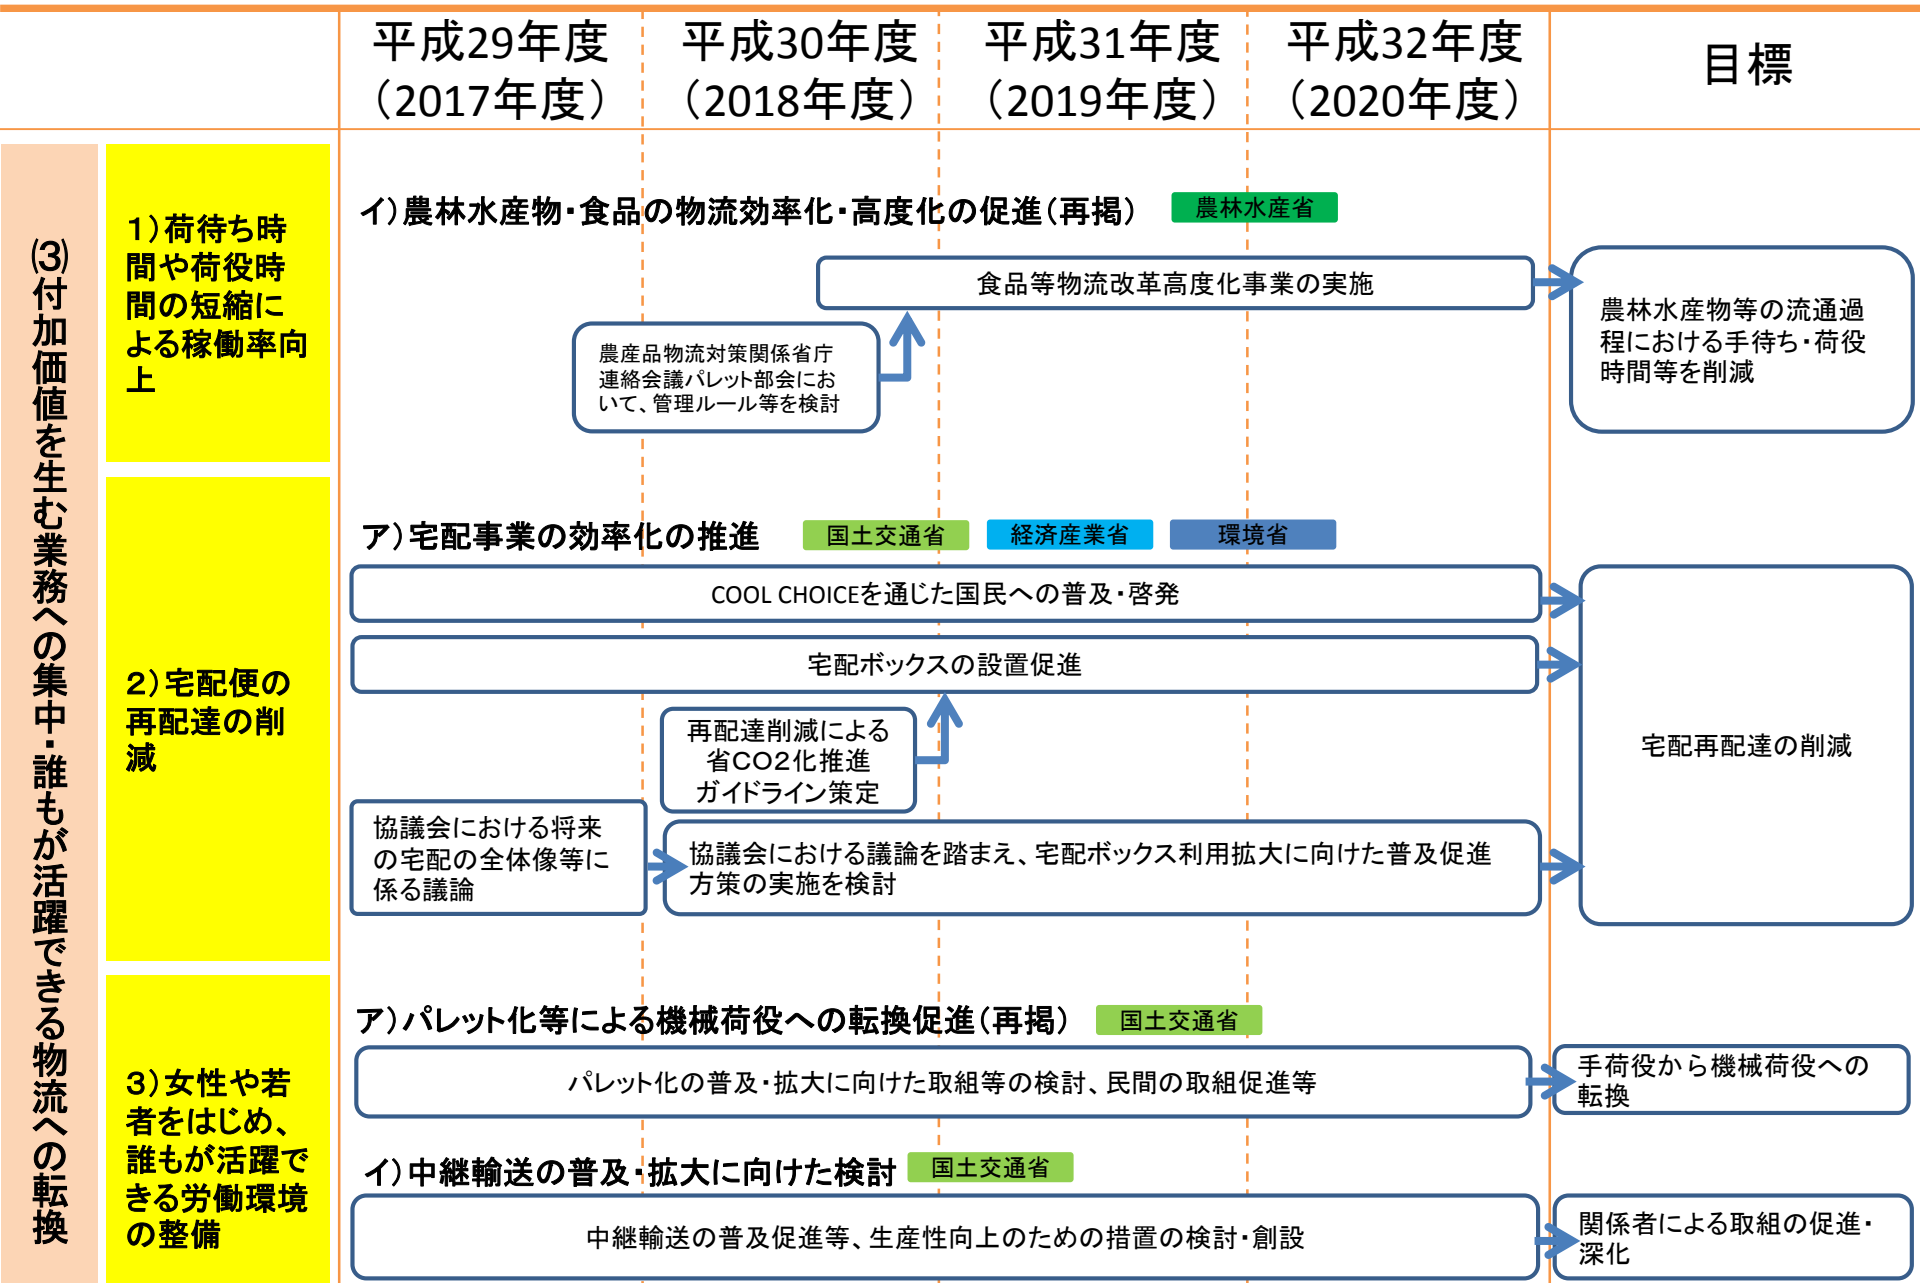 平成29年度
（2017年度）
平成30年度
（2018年度）
平成31年度
（2019年度）
平成32年度
（2020年度）
目標
(3)付加価値を生む業務への集中・誰もが活躍できる物流への転換
１）荷待ち時
間や荷役時
間の短縮に
よる稼働率向
上
イ）農林水産物・食品の物流効率化・高度化の促進（再掲）
農林水産省
食品等物流改革高度化事業の実施
農産品物流対策関係省庁
連絡会議パレット部会にお
いて、管理ルール等を検討
農林水産物等の流通過
程における手待ち・荷役
時間等を削減
２）宅配便の
再配達の削
減
ア）宅配事業の効率化の推進
国土交通省
経済産業省
環境省
COOL CHOICEを通じた国民への普及・啓発
宅配ボックスの設置促進
再配達削減による
省ＣＯ２化推進
ガイドライン策定
協議会における将来
の宅配の全体像等に
係る議論
協議会における議論を踏まえ、宅配ボックス利用拡大に向けた普及促進
方策の実施を検討
宅配再配達の削減
３）女性や若
者をはじめ、
誰もが活躍で
きる労働環境
の整備
ア）パレット化等による機械荷役への転換促進（再掲）
国土交通省
パレット化の普及・拡大に向けた取組等の検討、民間の取組促進等
手荷役から機械荷役への
転換
イ）中継輸送の普及・拡大に向けた検討
国土交通省
中継輸送の普及促進等、生産性向上のための措置の検討・創設
関係者による取組の促進・
深化